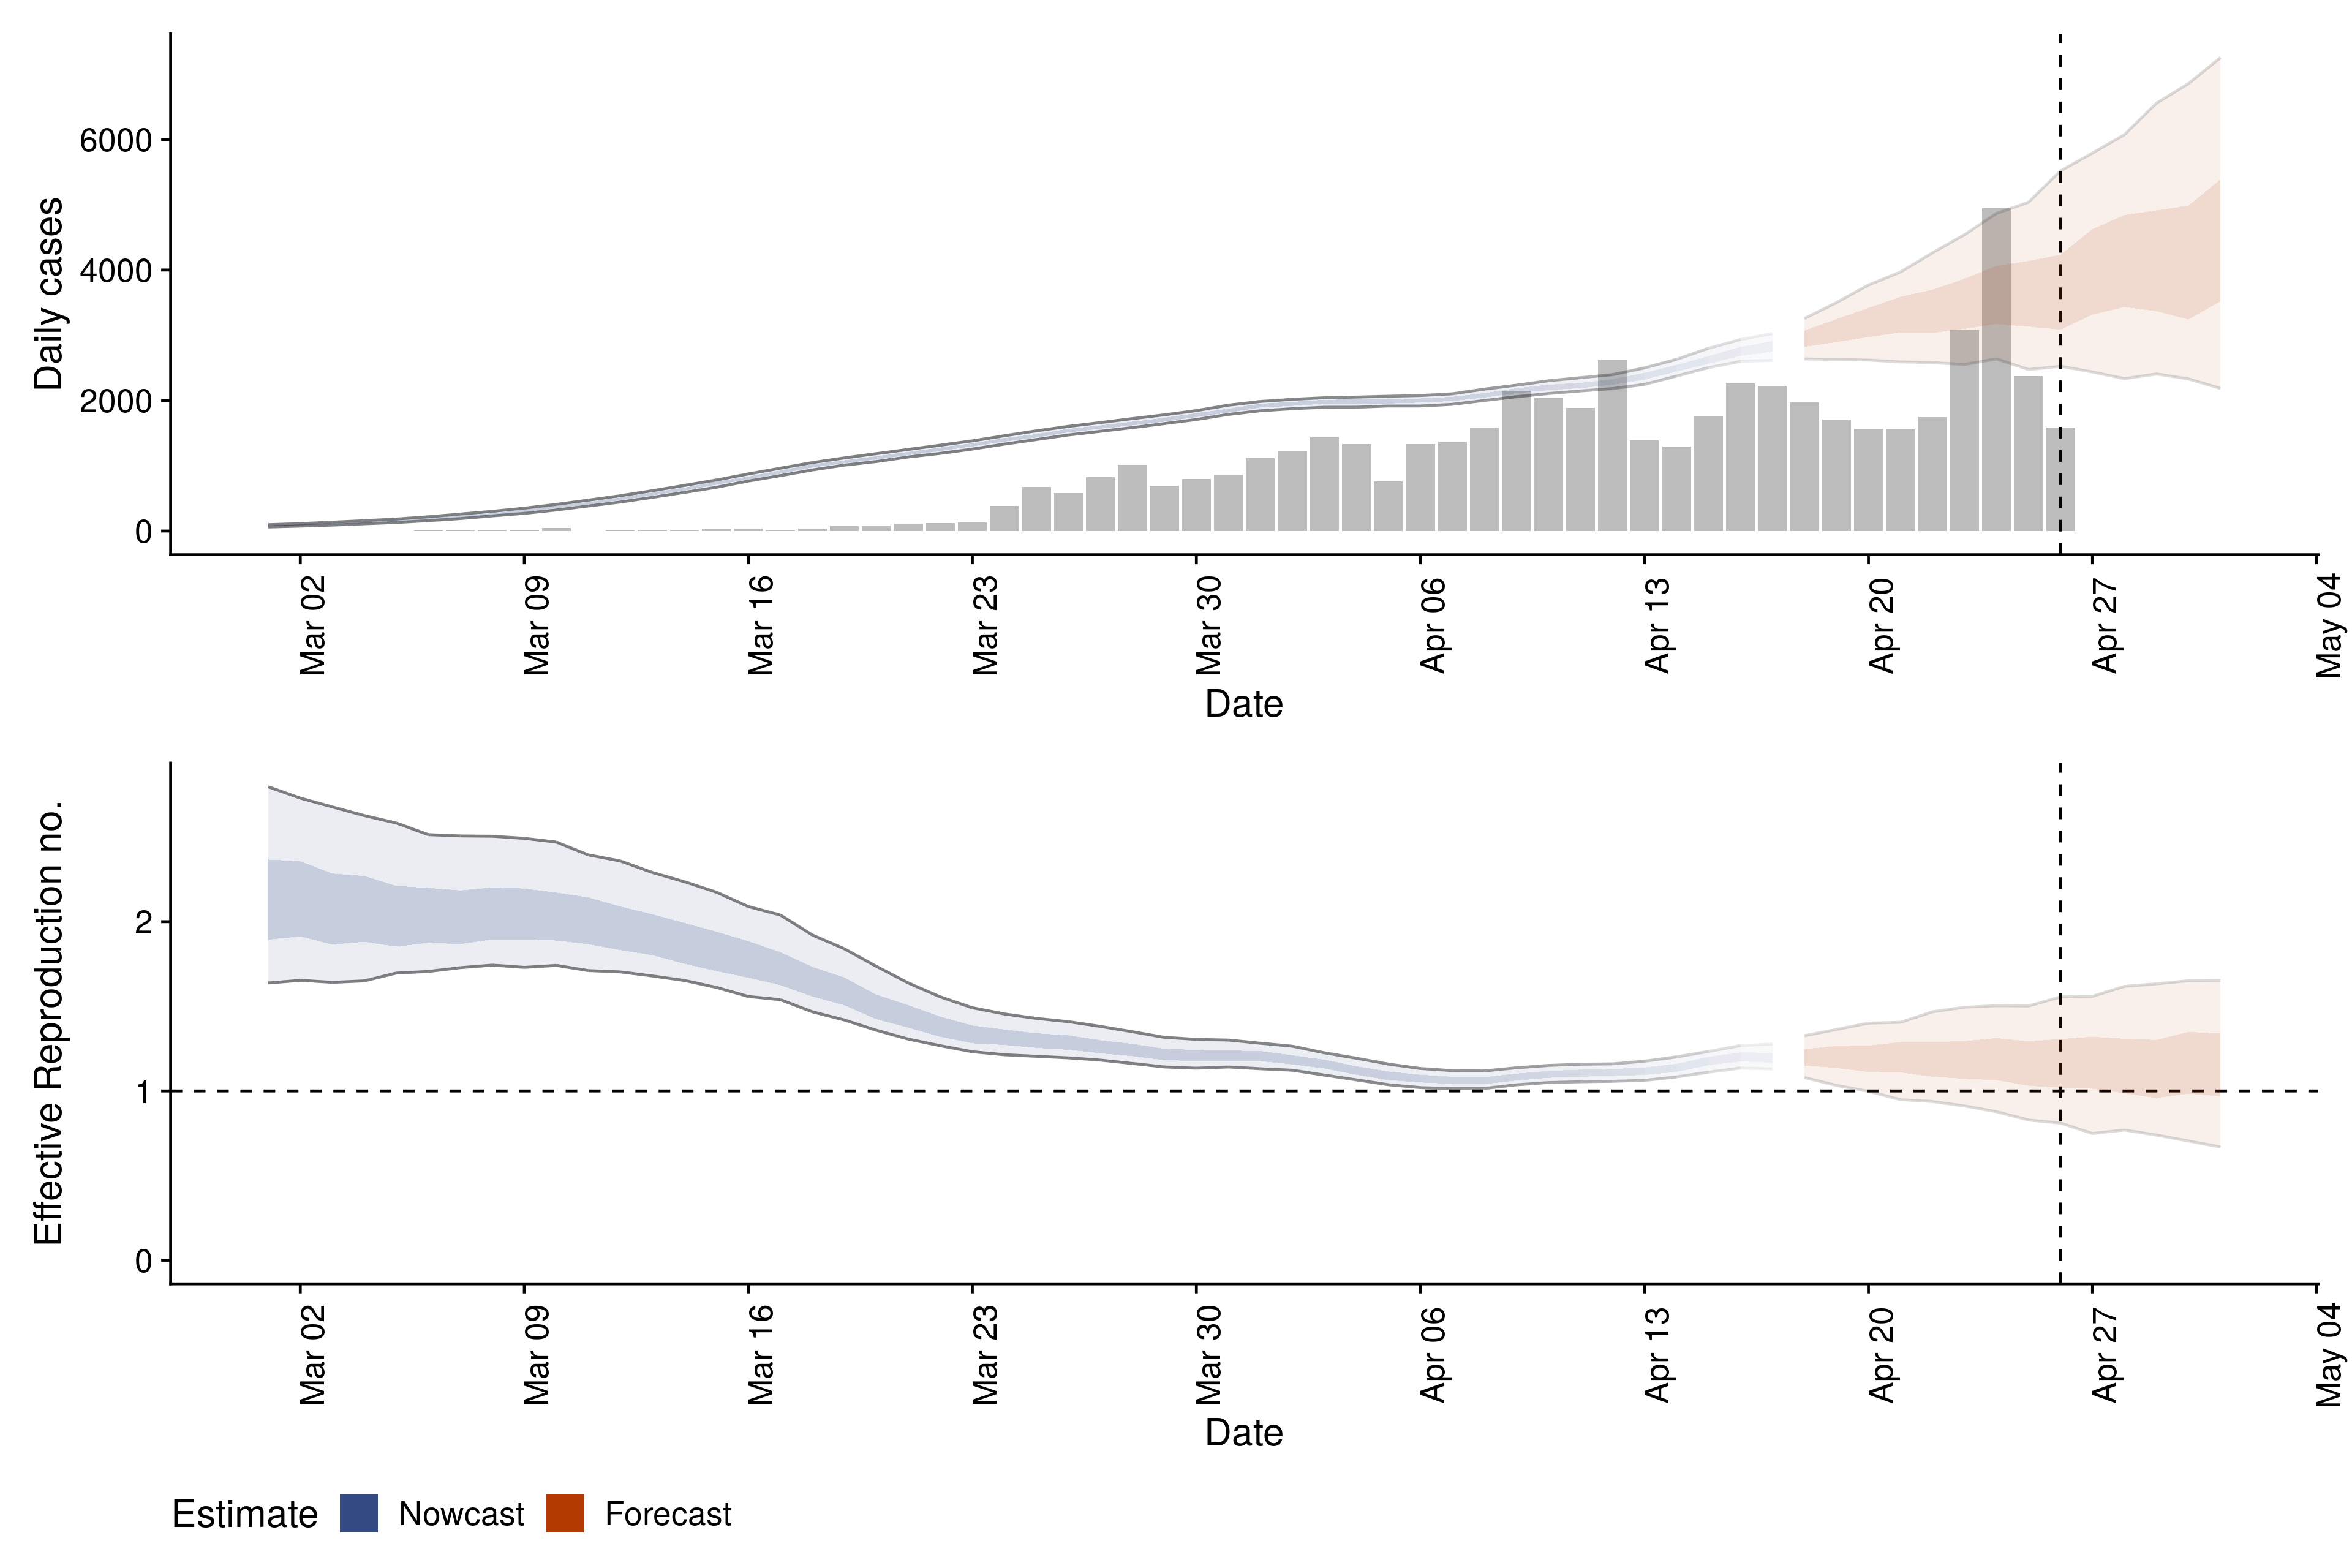 Daily cases
6000
4000
2000
0
Mar 02
Mar 09
Mar 16
Mar 23
Mar 30
Apr 06
Apr 13
Apr 20
Apr 27
May 04
Date
Effective Reproduction no.
2
1
0
Mar 02
Mar 09
Mar 16
Mar 23
Mar 30
Apr 06
Apr 13
Apr 20
Apr 27
May 04
Date
Estimate Nowcast Forecast